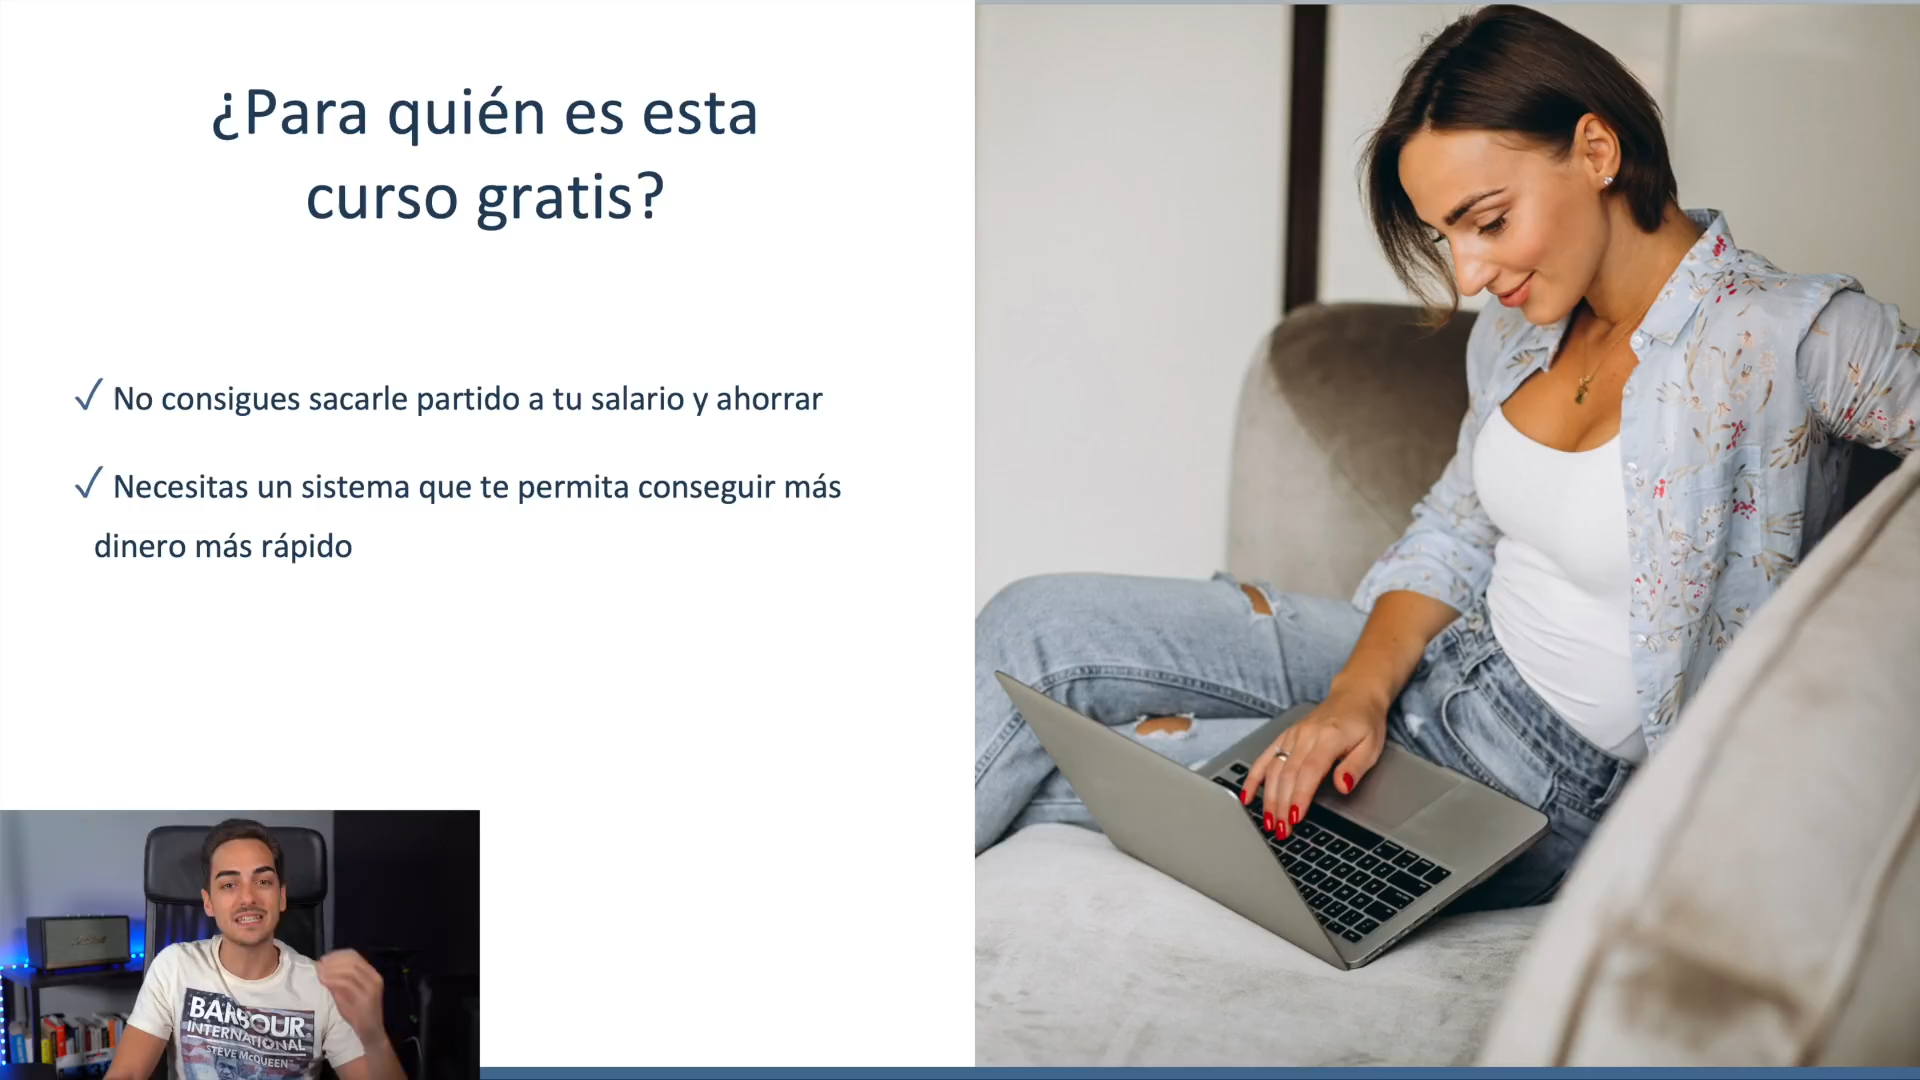 ¿Para quién es esta
curso gratis?
✓ No consigues sacarle partido a tu salario y ahorrar
✓ Necesitas un sistema que te permita conseguir más
dinero más rápido
BARBOUR
INTERNATIONAL
STEVE McQUEEN